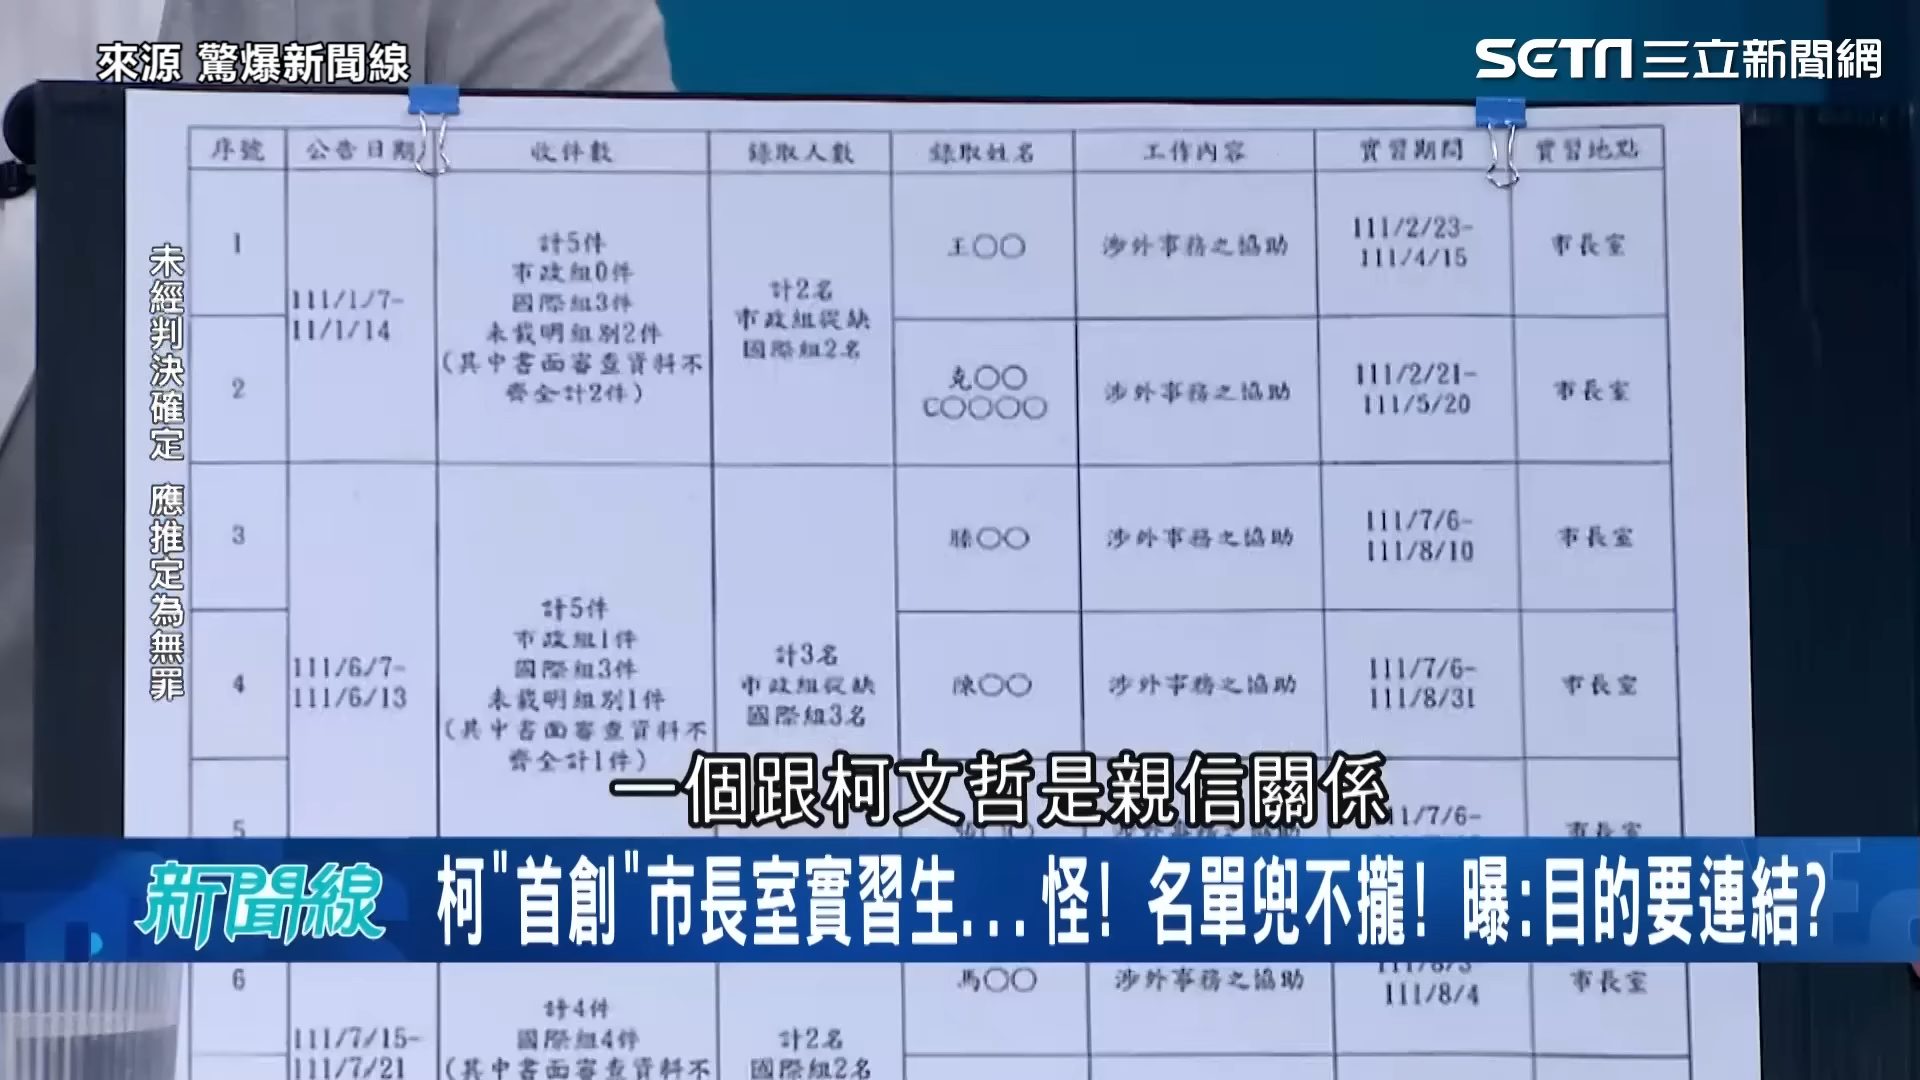 來源 驚爆新聞線
SETN三立新聞網
未經判決確定 應推定為無罪
序號 公告日期 收件數 錄取人數 錄取姓名 工作內容 實習期間 實習地點
111/1/7-
11/1/14
計5件
市政組0件
國際組3件
未載明組別2件
(其中書面審查資料不
齊全計2件)
計2名
市政組從缺
國際組2名
1
王〇〇
涉外事務之協助
111/2/23-
111/4/15
市長室
2
克〇〇
C〇〇〇〇
涉外事務之協助
111/2/21-
111/5/20
市長室
111/6/7-
111/6/13
計5件
市政組1件
國際組3件
未載明組別1件
(其中書面審查資料不
齊全計1件)
計3名
市政組從缺
國際組3名
3
滕〇〇
涉外事務之協助
111/7/6-
111/8/10
市長室
4
陳〇〇
涉外事務之協助
111/7/6-
111/8/31
市長室
5
111/7/6-
市長室
一個跟柯文哲是親信關係
新聞線
柯"首創"市長室實習生...怪! 名單兜不攏! 曝:目的要連結?
6
馬〇〇
涉外事務之協助
111/8/4
市長室
111/7/15-
111/7/21
計4件
國際組4件
(其中書面審查資料不
計2名
國際組2名